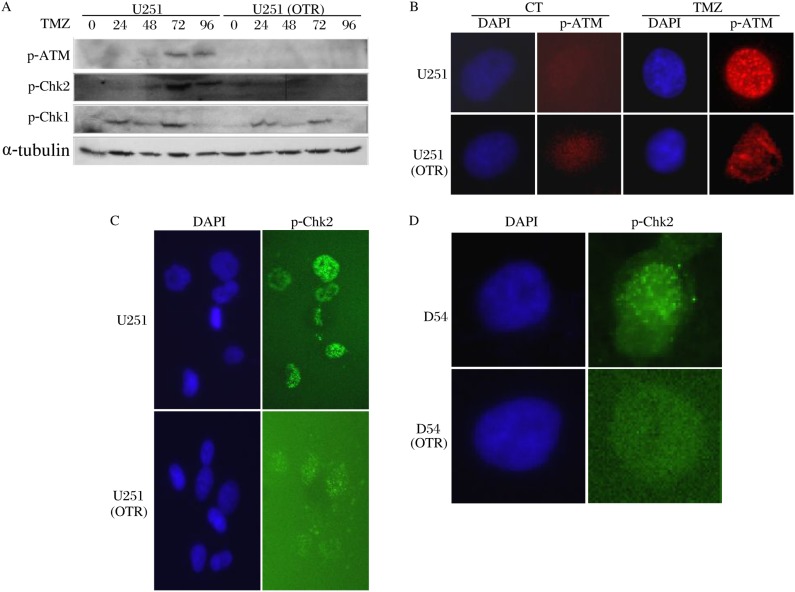 A
U251 U251 (OTR)
TMZ 0 24 48 72 96 0 24 48 72 96
p-ATM
p-Chk2
p-Chk1
α-tubulin
B
CT TMZ
DAPI p-ATM DAPI p-ATM
U251
U251
(OTR)
C
DAPI p-Chk2
U251
U251
(OTR)
D
DAPI p-Chk2
D54
D54
(OTR)